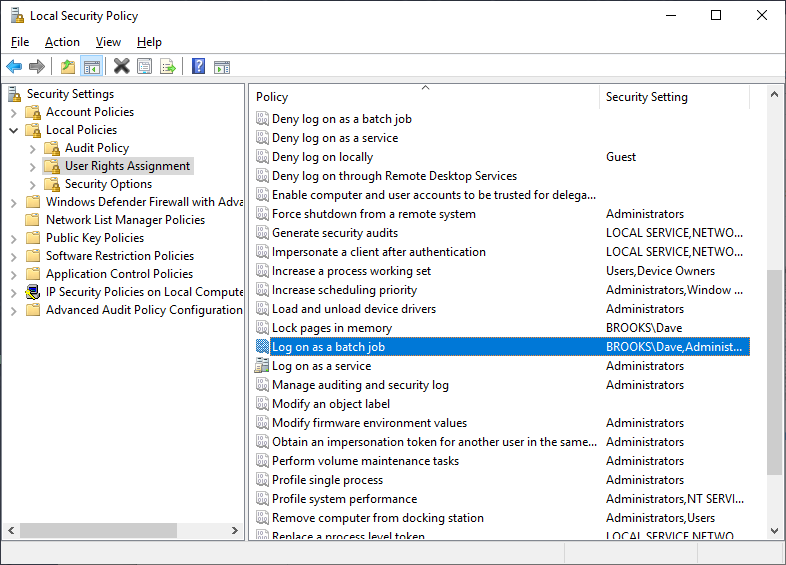 Local Security Policy
File Action View Help
Security Settings
Account Policies
Local Policies
Audit Policy
User Rights Assignment
Security Options
Windows Defender Firewall with Adva
Network List Manager Policies
Public Key Policies
Software Restriction Policies
Application Control Policies
IP Security Policies on Local Compute
Advanced Audit Policy Configuration
Policy Security Setting
Deny log on as a batch job
Deny log on as a service
Deny log on locally Guest
Deny log on through Remote Desktop Services
Enable computer and user accounts to be trusted for delega...
Force shutdown from a remote system Administrators
Generate security audits LOCAL SERVICE,NETWO...
Impersonate a client after authentication LOCAL SERVICE,NETWO...
Increase a process working set Users,Device Owners
Increase scheduling priority Administrators,Window ...
Load and unload device drivers Administrators
Lock pages in memory BROOKS\Dave
Log on as a batch job BROOKS\Dave,Administ...
Log on as a service Administrators
Manage auditing and security log Administrators
Modify an object label
Modify firmware environment values Administrators
Obtain an impersonation token for another user in the same... Administrators
Perform volume maintenance tasks Administrators
Profile single process Administrators
Profile system performance Administrators,NT SERVI...
Remove computer from docking station Administrators,Users
Replace a process level token LOCAL SERVICE,NETWO...